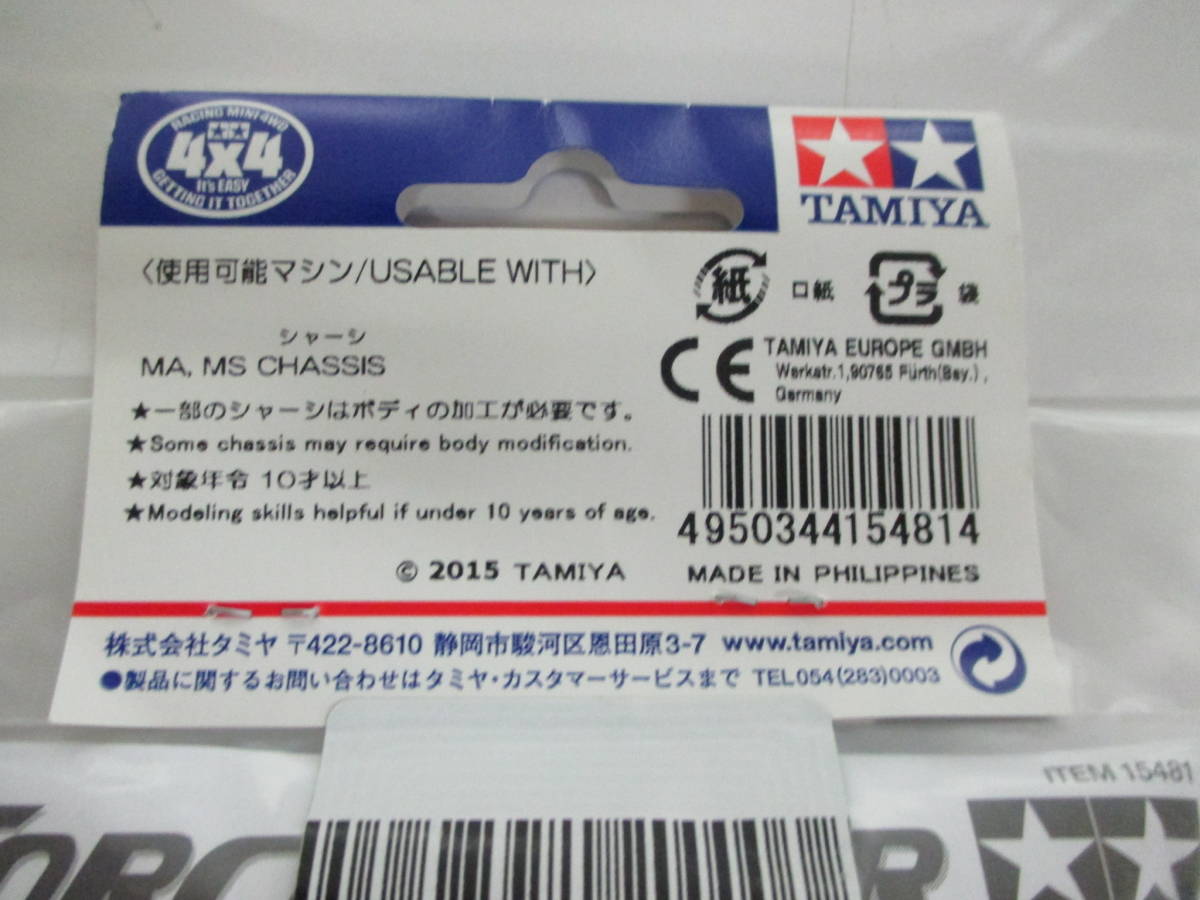 RACING MINI 4WD
4x4
It's EASY
GETTING IT TOGETHER
TAMIYA
〈使用可能マシン/USABLE WITH〉
シャーシ
MA, MS CHASSIS
★一部のシャーシはボディの加工が必要です。
★Some chassis may require body modification.
★対象年令 10才以上
★Modeling skills helpful if under 10 years of age.
© 2015 TAMIYA
紙 口紙 プラ 袋
CE TAMIYA EUROPE GMBH
Werkstr.1,90765 Fürth(Bay.),
Germany
4950344154814
MADE IN PHILIPPINES
株式会社タミヤ 〒422-8610 静岡市駿河区恩田原3-7 www.tamiya.com
●製品に関するお問い合わせはタミヤ・カスタマーサービスまで TEL054(283)0003
ITEM 15481